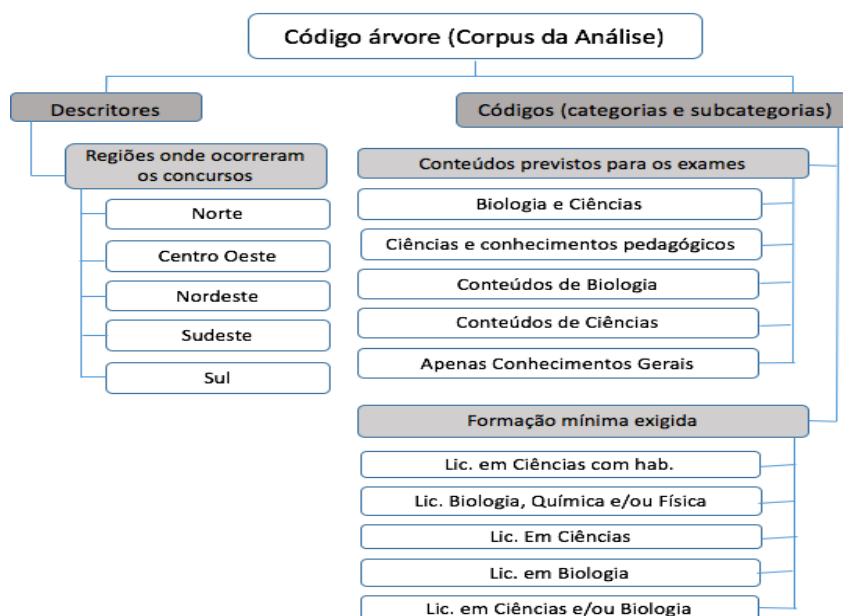 Código árvore (Corpus da Análise)
Descritores
Regiões onde ocorreram
os concursos
Norte
Centro Oeste
Nordeste
Sudeste
Sul
Códigos (categorias e subcategorias)
Conteúdos previstos para os exames
Biologia e Ciências
Ciências e conhecimentos pedagógicos
Conteúdos de Biologia
Conteúdos de Ciências
Apenas Conhecimentos Gerais
Formação mínima exigida
Lic. em Ciências com hab.
Lic. Biologia, Química e/ou Física
Lic. Em Ciências
Lic. em Biologia
Lic. em Ciências e/ou Biologia